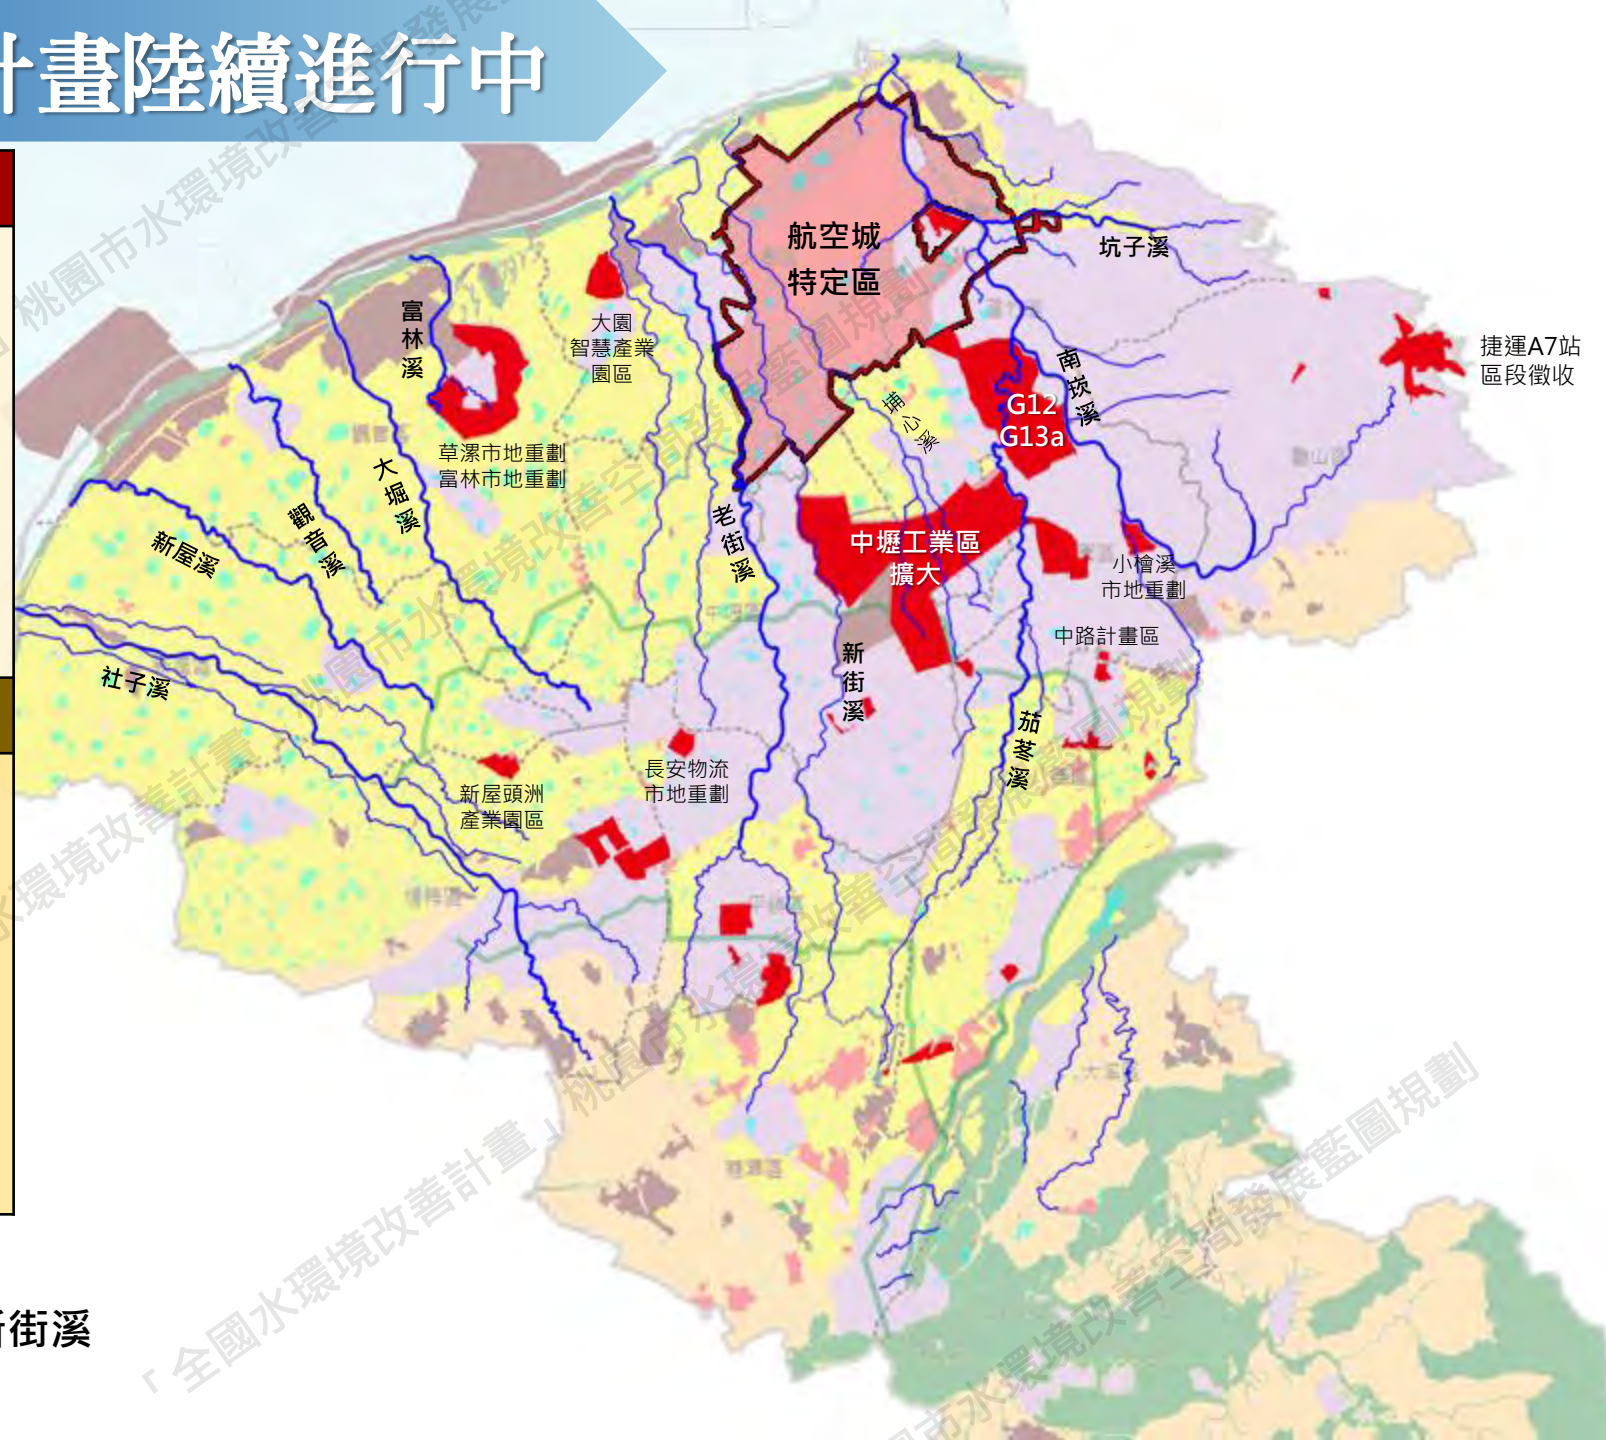 計畫陸續進行中
航空城
特定區
坑子溪
富林溪
大園
智慧產業
園區
捷運A7站
區段徵收
南崁溪
G12
G13a
埔心溪
草漯市地重劃
富林市地重劃
大堀溪
觀音溪
新屋溪
老街溪
中壢工業區
擴大
小檜溪
市地重劃
中路計畫區
新街溪
社子溪
茄苳溪
長安物流
市地重劃
新屋頭洲
產業園區
新街溪
「全國水環境改善計畫」桃園市水環境改善空間發展藍圖規劃